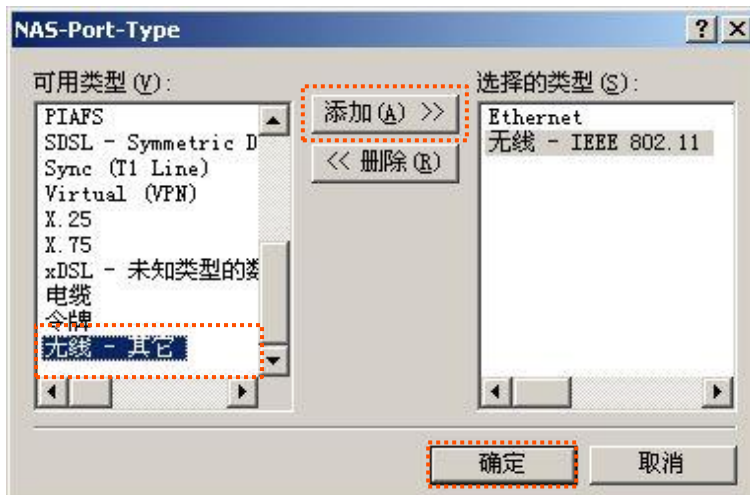 NAS-Port-Type
可用类型(V):
PIAFS
SDSL - Symmetric D
Sync (T1 Line)
Virtual (VPN)
X.25
X.75
xDSL - 未知类型的数
电缆
令牌
无线 - 其它
添加(A) >>
<< 删除(R)
选择的类型(S):
Ethernet
无线 - IEEE 802.11
确定
取消